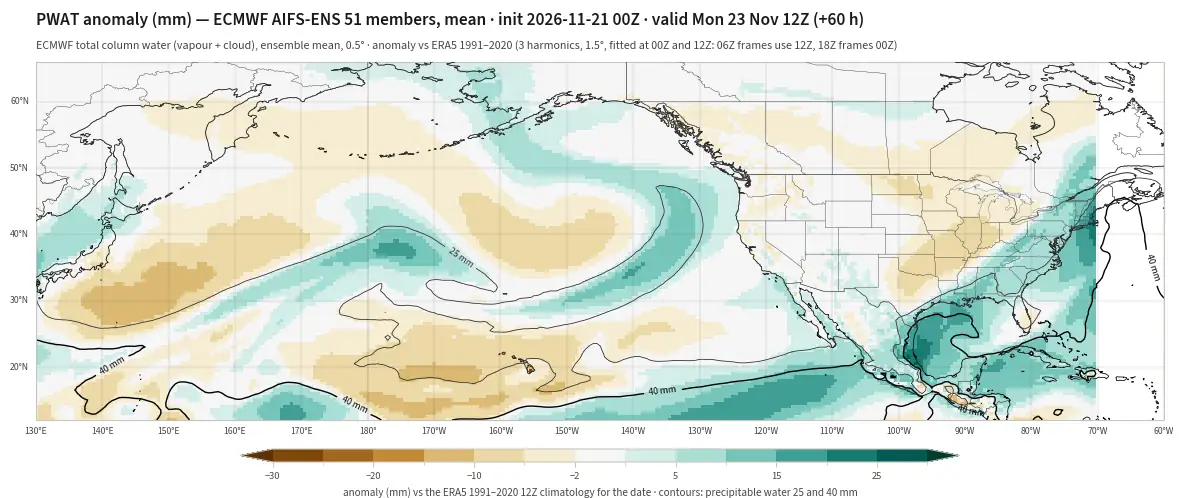 PWAT anomaly (mm) — ECMWF AIFS-ENS 51 members, mean · init 2026-11-21 00Z · valid Mon 23 Nov 12Z (+60 h)
ECMWF total column water (vapour + cloud), ensemble mean, 0.5° · anomaly vs ERA5 1991–2020 (3 harmonics, 1.5°, fitted at 00Z and 12Z: 06Z frames use 12Z, 18Z frames 00Z)
60°N
50°N
40°N
30°N
20°N
25 mm
40 mm
40 mm
40 mm
40 mm
40 mm
130°E 140°E 150°E 160°E 170°E 180° 170°W 160°W 150°W 140°W 130°W 120°W 110°W 100°W 90°W 80°W 70°W 60°W
−30 −20 −10 −2 5 15 25
anomaly (mm) vs the ERA5 1991–2020 12Z climatology for the date · contours: precipitable water 25 and 40 mm